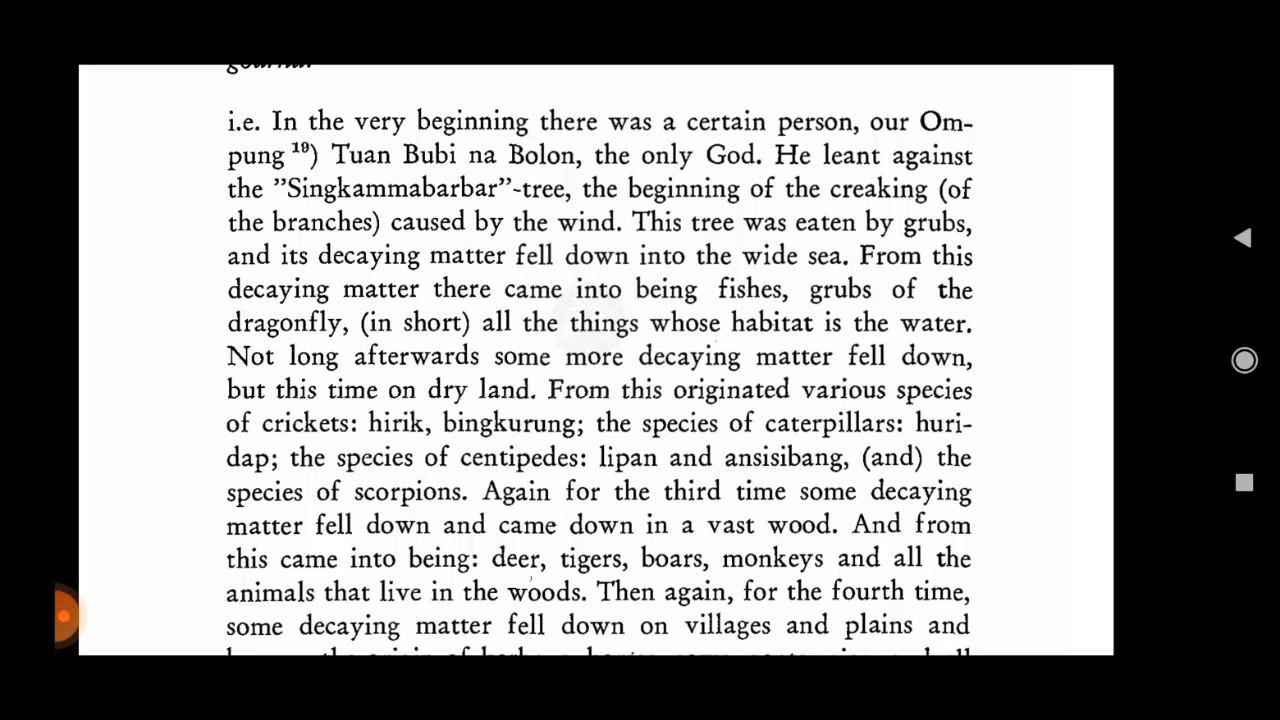 i.e. In the very beginning there was a certain person, our Om-
pung ¹⁹) Tuan Bubi na Bolon, the only God. He leant against
the ”Singkammabarbar”-tree, the beginning of the creaking (of
the branches) caused by the wind. This tree was eaten by grubs,
and its decaying matter fell down into the wide sea. From this
decaying matter there came into being fishes, grubs of the
dragonfly, (in short) all the things whose habitat is the water.
Not long afterwards some more decaying matter fell down,
but this time on dry land. From this originated various species
of crickets: hirik, bingkurung; the species of caterpillars: huri-
dap; the species of centipedes: lipan and ansisibang, (and) the
species of scorpions. Again for the third time some decaying
matter fell down and came down in a vast wood. And from
this came into being: deer, tigers, boars, monkeys and all the
animals that live in the woods. Then again, for the fourth time,
some decaying matter fell down on villages and plains and